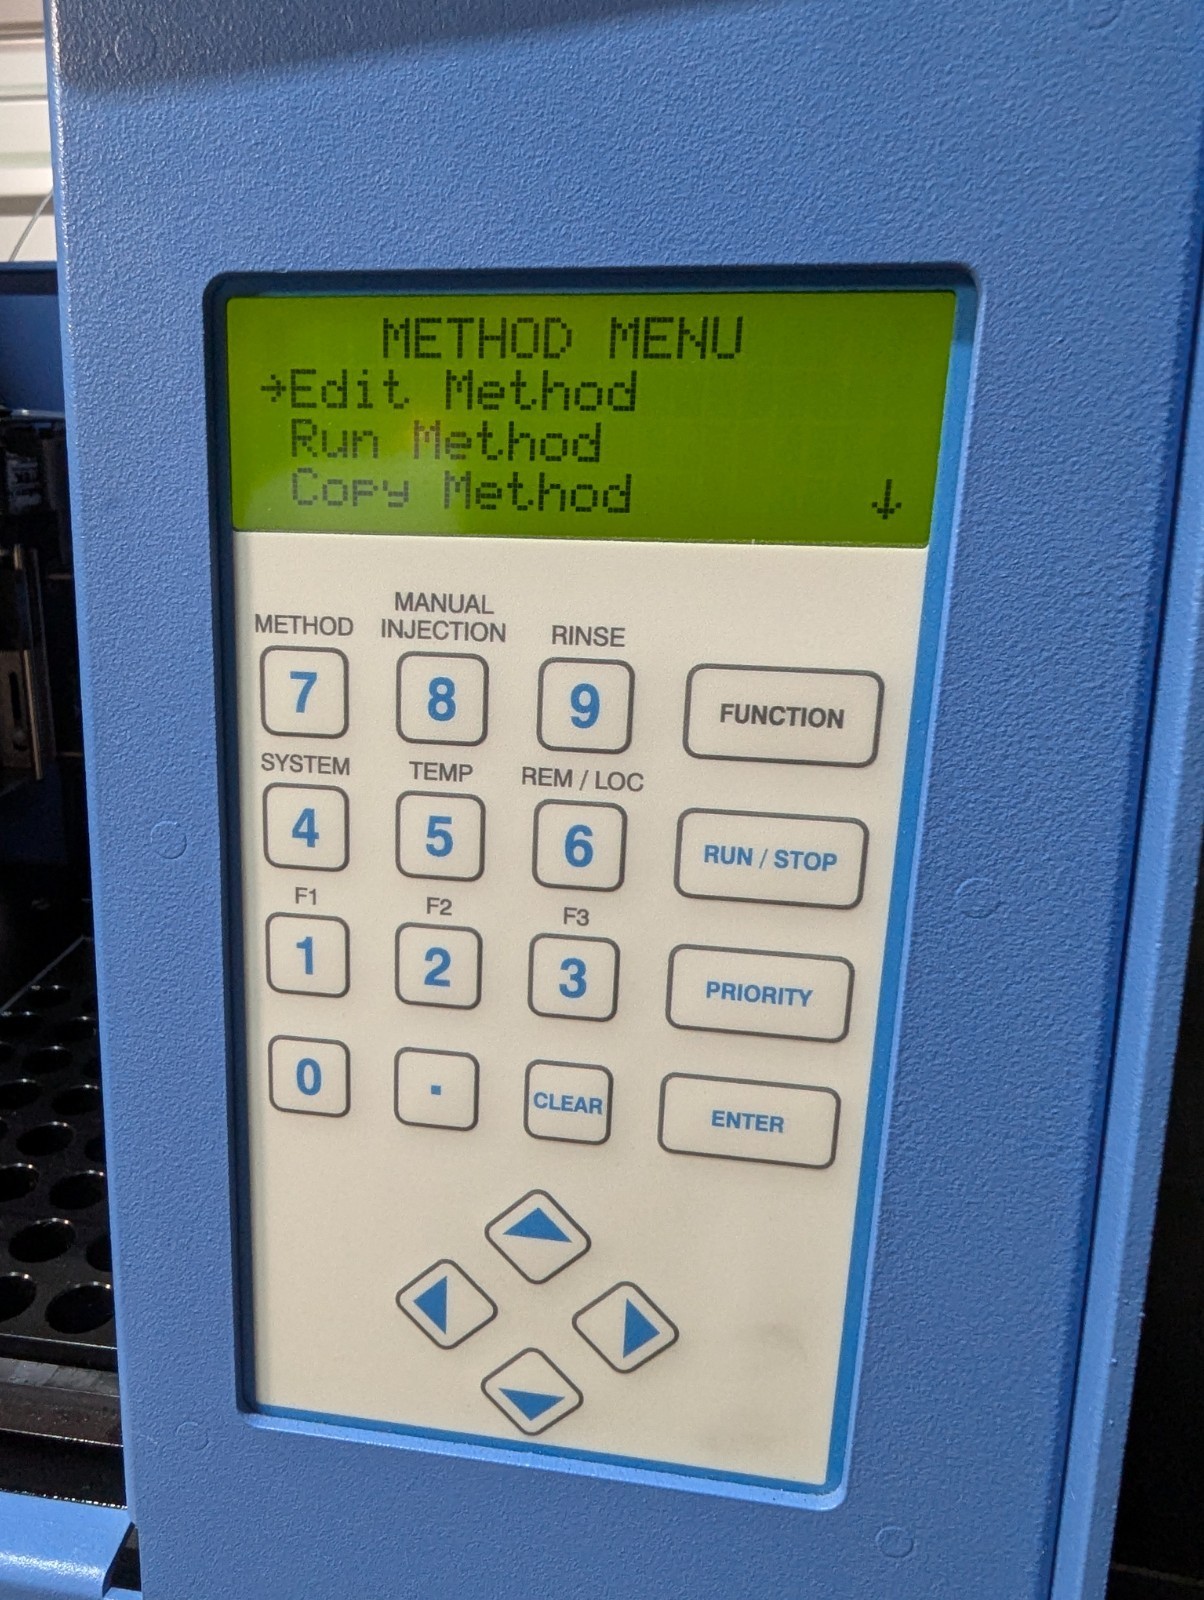 METHOD MENU
→Edit Method
Run Method
Copy Method ↓
METHOD
MANUAL
INJECTION
RINSE
7
8
9
FUNCTION
SYSTEM
TEMP
REM / LOC
4
5
6
RUN / STOP
F1
F2
F3
1
2
3
PRIORITY
0
.
CLEAR
ENTER